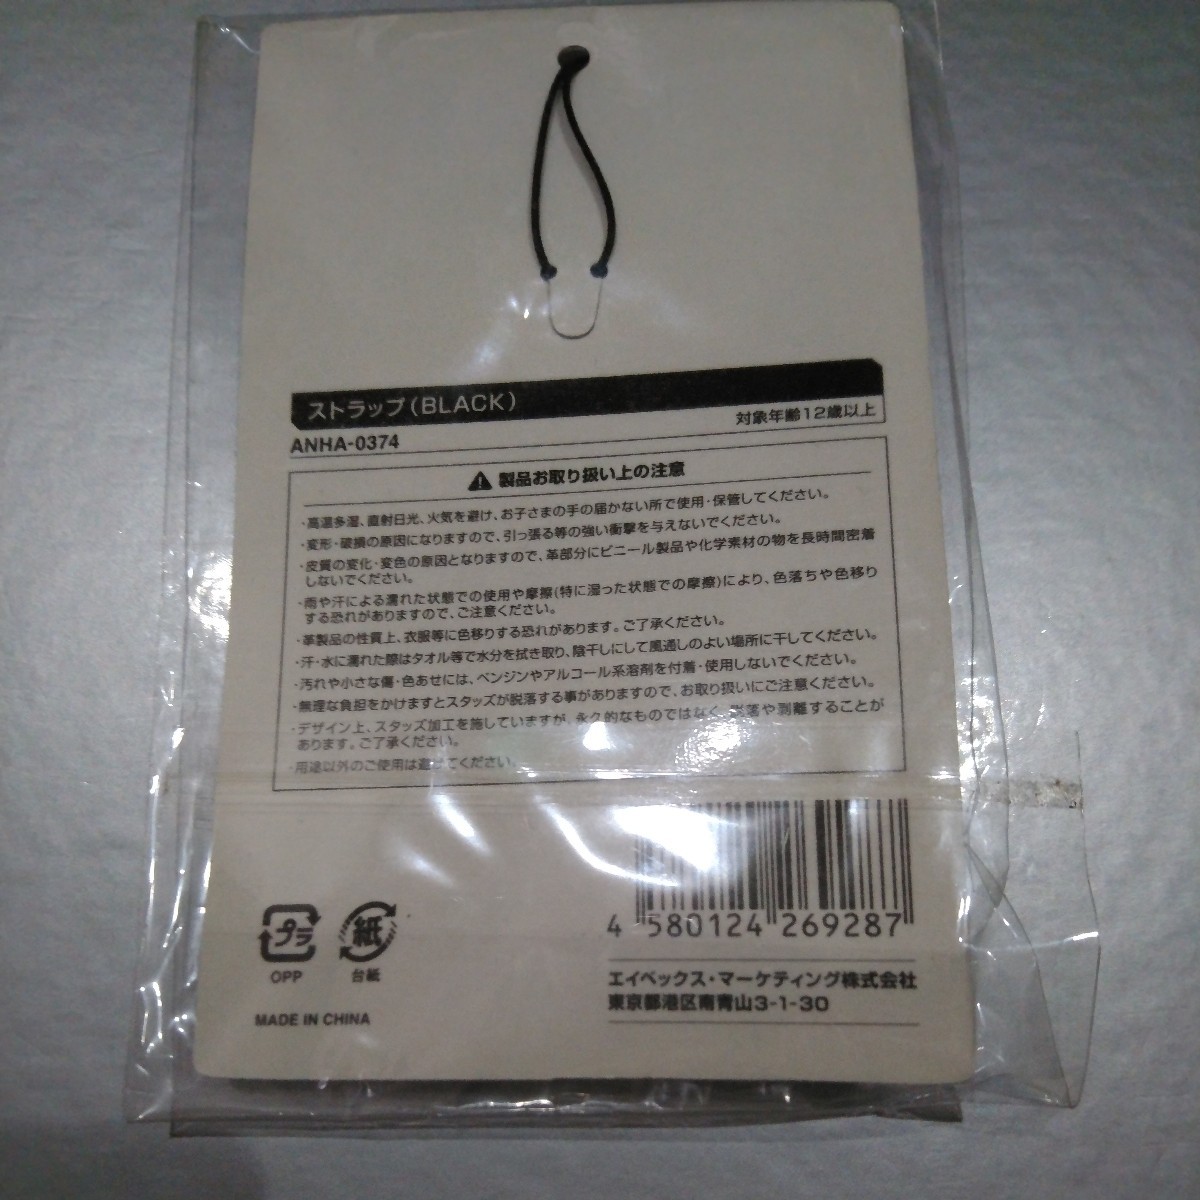 ストラップ(BLACK)
ANHA-0374
対象年齢12歳以上
製品お取り扱い上の注意
・高温多湿、直射日光、火気を避け、お子さまの手の届かない所で使用・保管してください。
・変形・破損の原因になりますので、引っ張る等の強い衝撃を与えないでください。
・皮質の変化・変色の原因となりますので、革部分にビニール製品や化学素材の物を長時間密着
しないでください。
・雨や汗による濡れた状態での使用や摩擦(特に湿った状態での摩擦)により、色落ちや色移り
する恐れがありますので、ご注意ください。
・革製品の性質上、衣服等に色移りする恐れがあります。ご了承ください。
・汗・水に濡れた際はタオル等で水分を拭き取り、陰干しにして風通しのよい場所に干してください。
・汚れや小さな傷・色あせには、ベンジンやアルコール系溶剤を付着・使用しないでください。
・無理な負担をかけますとスタッズが脱落する事がありますので、お取り扱いにご注意ください。
・デザイン上、スタッズ加工を施していますが、永久的なものではなく、脱落や剥離することが
あります。ご了承ください。
・用途以外のご使用は避けてください。
4 580124 269287
プラ
OPP
紙
台紙
MADE IN CHINA
エイベックス・マーケティング株式会社
東京都港区南青山3-1-30